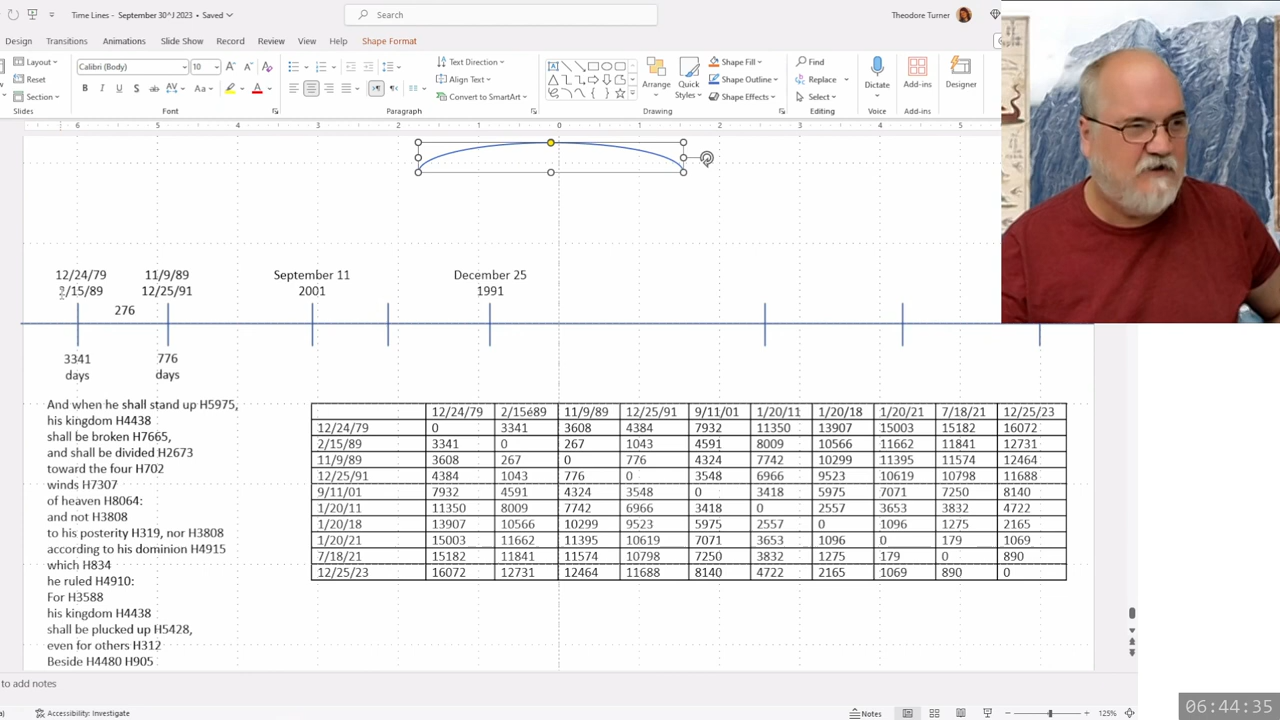 Time Lines - September 30^J 2023 • Saved
Search
Theodore Turner
Design Transitions Animations Slide Show Record Review View Help Shape Format
Layout
Reset
Section
Slides
Calibri (Body) 10
Font
Text Direction
Align Text
Convert to SmartArt
Paragraph
Arrange
Quick Styles
Shape Fill
Shape Outline
Shape Effects
Drawing
Find
Replace
Select
Editing
Dictate
Voice
Add-ins
Add-ins
Designer
6 5 4 3 2 1 0 1 2 3 4 5
12/24/79
2/15/89
11/9/89
12/25/91
September 11
2001
December 25
1991
276
3341
days
776
days
And when he shall stand up H5975,
his kingdom H4438
shall be broken H7665,
and shall be divided H2673
toward the four H702
winds H7307
of heaven H8064:
and not H3808
to his posterity H319, nor H3808
according to his dominion H4915
which H834
he ruled H4910:
For H3588
his kingdom H4438
shall be plucked up H5428,
even for others H312
Beside H4480 H905
12/24/79 2/15é89 11/9/89 12/25/91 9/11/01 1/20/11 1/20/18 1/20/21 7/18/21 12/25/23
12/24/79 0 3341 3608 4384 7932 11350 13907 15003 15182 16072
2/15/89 3341 0 267 1043 4591 8009 10566 11662 11841 12731
11/9/89 3608 267 0 776 4324 7742 10299 11395 11574 12464
12/25/91 4384 1043 776 0 3548 6966 9523 10619 10798 11688
9/11/01 7932 4591 4324 3548 0 3418 5975 7071 7250 8140
1/20/11 11350 8009 7742 6966 3418 0 2557 3653 3832 4722
1/20/18 13907 10566 10299 9523 5975 2557 0 1096 1275 2165
1/20/21 15003 11662 11395 10619 7071 3653 1096 0 179 1069
7/18/21 15182 11841 11574 10798 7250 3832 1275 179 0 890
12/25/23 16072 12731 12464 11688 8140 4722 2165 1069 890 0
to add notes
Accessibility: Investigate
Notes
125%
06:44:35